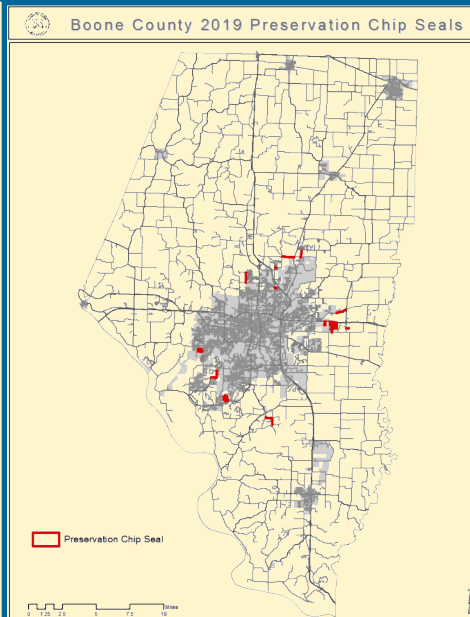 Boone County 2019 Preservation Chip Seals
Preservation Chip Seal
0 1.25 2.5 5 7.5 10 Miles